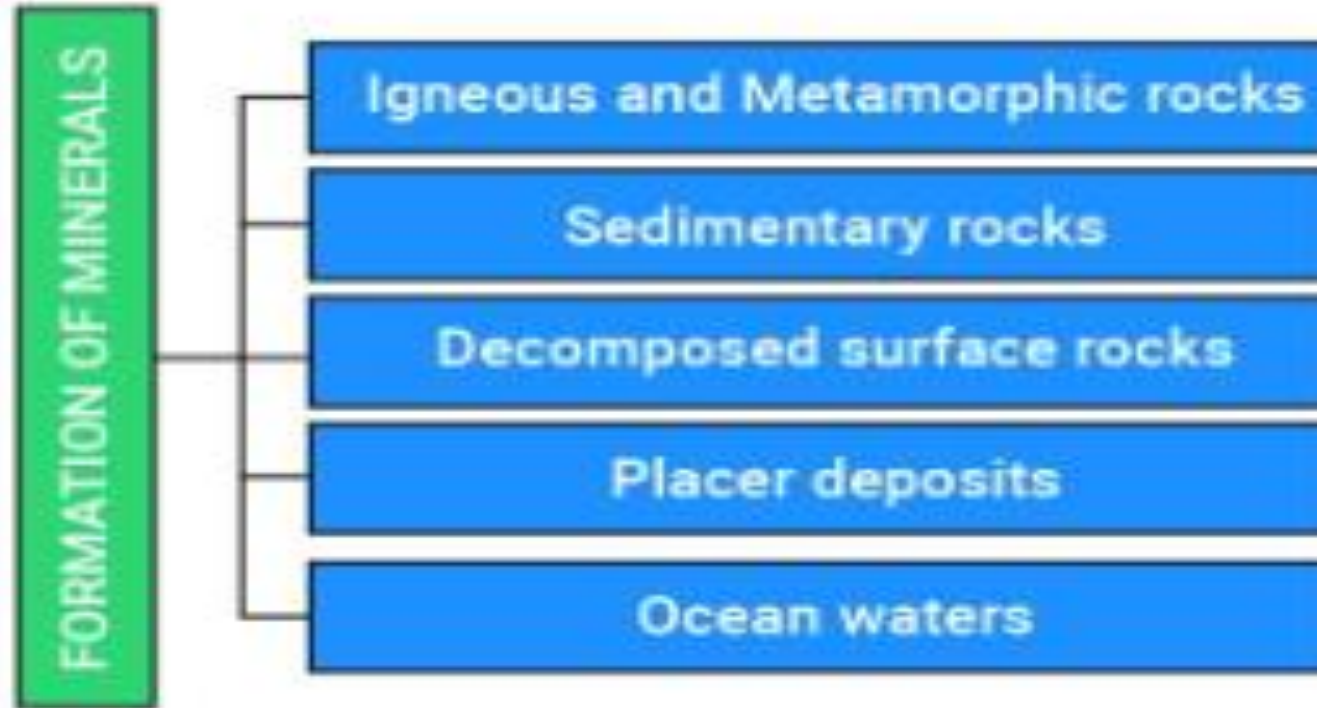 FORMATION OF MINERALS
Igneous and Metamorphic rocks
Sedimentary rocks
Decomposed surface rocks
Placer deposits
Ocean waters